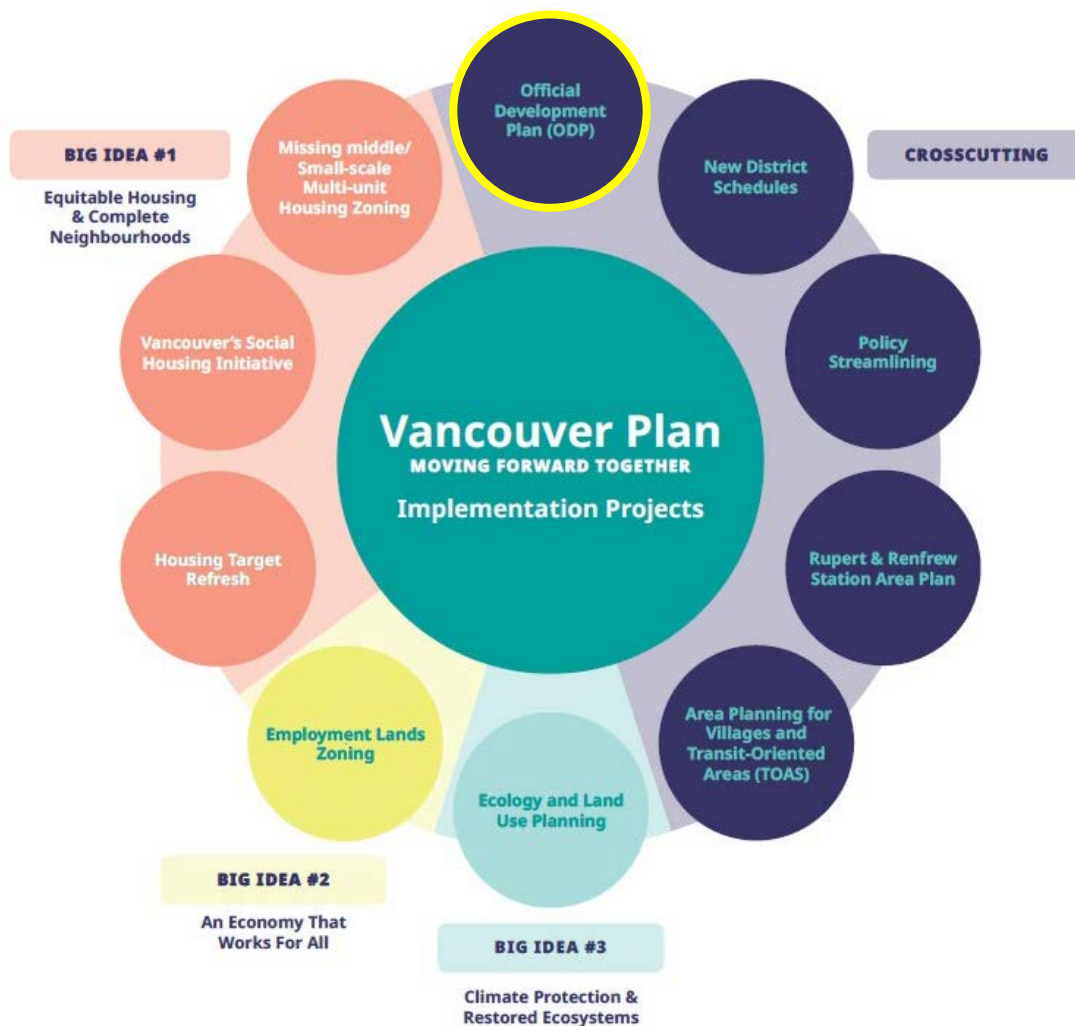 Official
Development
Plan (ODP)
New District
Schedules
CROSSCUTTING
Policy
Streamlining
Rupert & Renfrew
Station Area Plan
Area Planning for
Villages and
Transit-Oriented
Areas (TOAS)
Ecology and Land
Use Planning
BIG IDEA #3
Climate Protection &
Restored Ecosystems
Employment Lands
Zoning
BIG IDEA #2
An Economy That
Works For All
Housing Target
Refresh
Vancouver's Social
Housing Initiative
Missing middle/
Small-scale
Multi-unit
Housing Zoning
BIG IDEA #1
Equitable Housing
& Complete
Neighbourhoods
Vancouver Plan
MOVING FORWARD TOGETHER
Implementation Projects